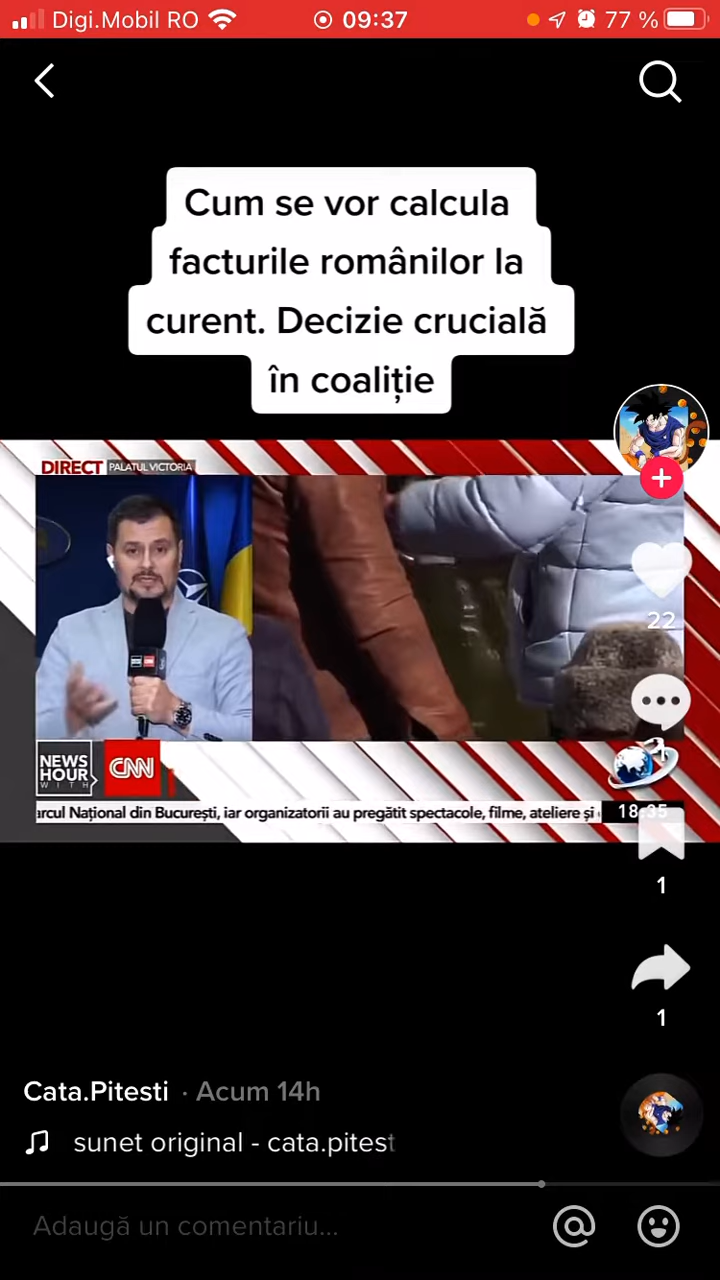 Digi.Mobil RO
09:37
77 %
Cum se vor calcula
facturile românilor la
curent. Decizie crucială
în coaliție
DIRECT PALATUL VICTORIA
22
1
NEWS
HOUR
WITH
CNN
arcul Național din București, iar organizatorii au pregătit spectacole, filme, ateliere și
18:35
1
1
Cata.Pitesti · Acum 14h
sunet original - cata.pitest
Adaugă un comentariu...